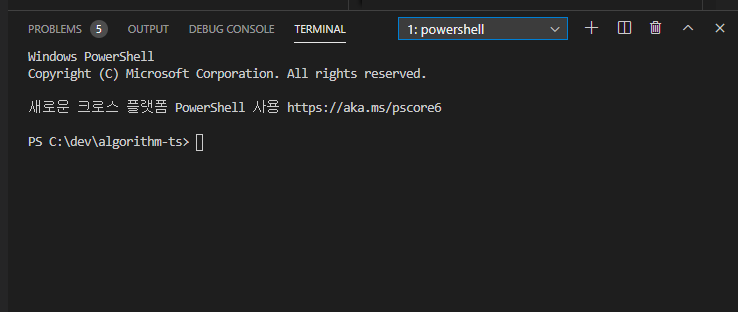 PROBLEMS 5 OUTPUT DEBUG CONSOLE TERMINAL 1: powershell
Windows PowerShell
Copyright (C) Microsoft Corporation. All rights reserved.
새로운 크로스 플랫폼 PowerShell 사용 https://aka.ms/pscore6
PS C:\dev\algorithm-ts>